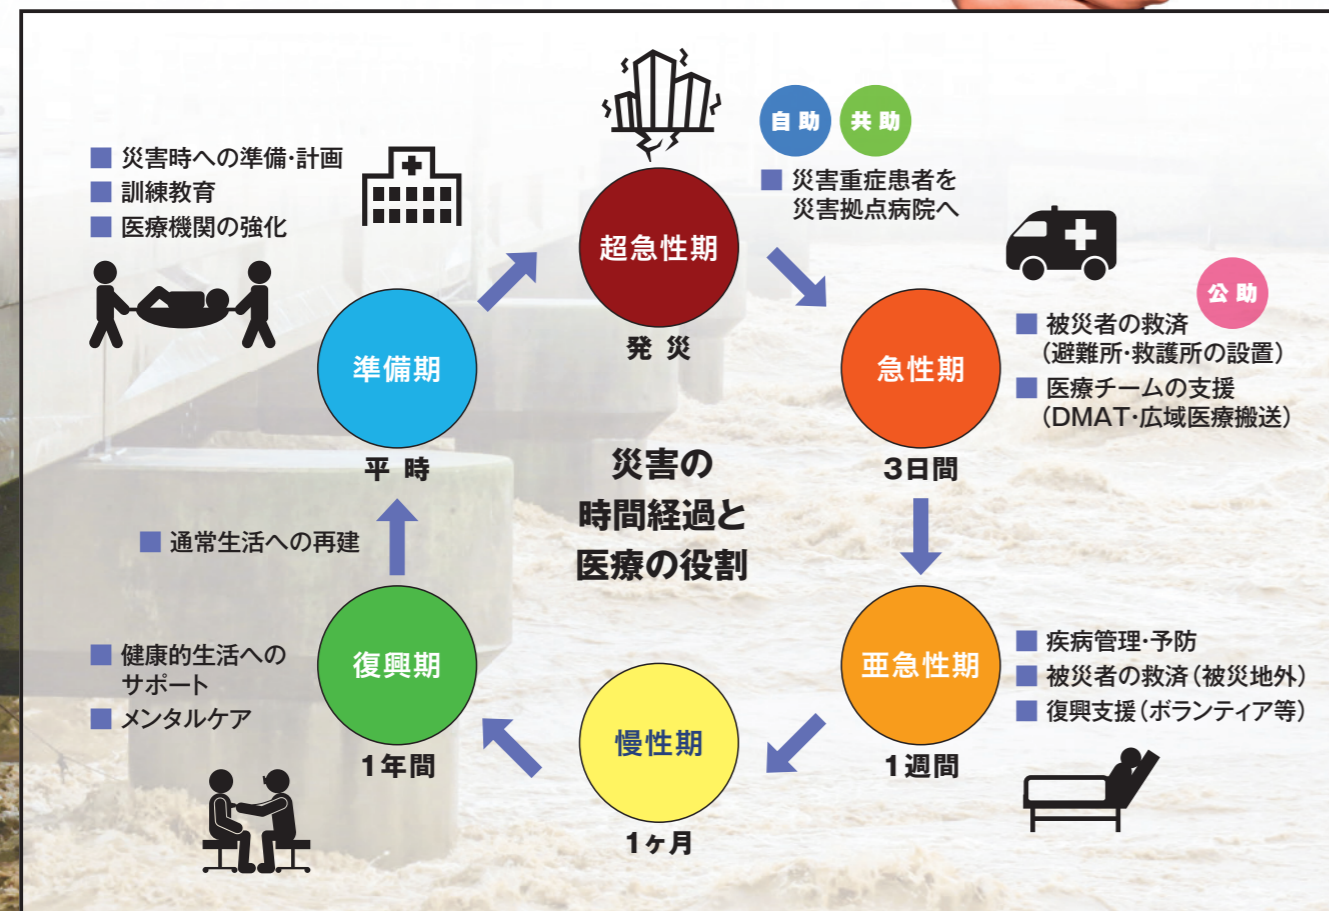 自助
共助
災害重症患者を
災害拠点病院へ
超急性期
発災
公助
被災者の救済
(避難所・救護所の設置)
医療チームの支援
(DMAT・広域医療搬送)
急性期
3日間
疾病管理・予防
被災者の救済(被災地外)
復興支援(ボランティア等)
亜急性期
1週間
慢性期
1ヶ月
健康的生活への
サポート
メンタルケア
復興期
1年間
通常生活への再建
災害時への準備・計画
訓練教育
医療機関の強化
準備期
平時
災害の
時間経過と
医療の役割